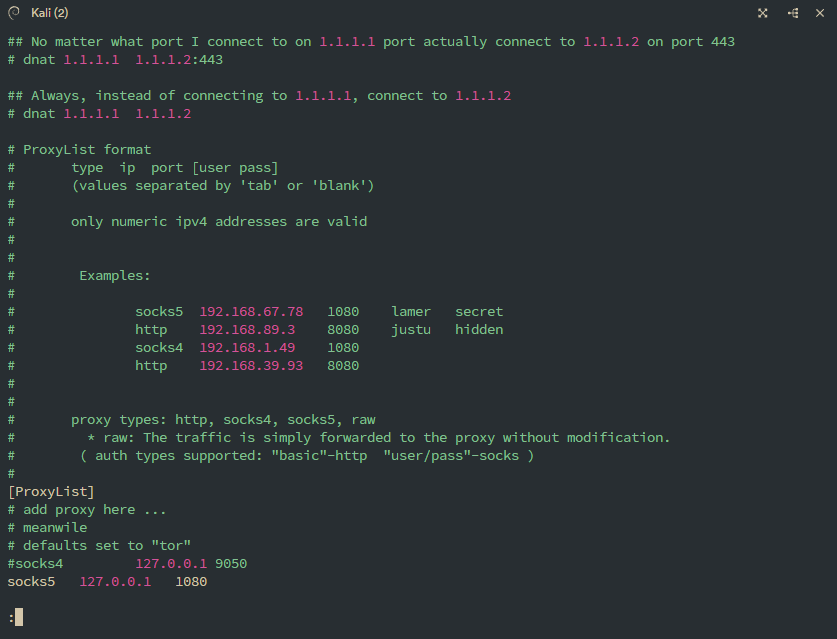 Kali (2)
## No matter what port I connect to on 1.1.1.1 port actually connect to 1.1.1.2 on port 443
# dnat 1.1.1.1  1.1.1.2:443
## Always, instead of connecting to 1.1.1.1, connect to 1.1.1.2
# dnat 1.1.1.1  1.1.1.2
# ProxyList format
#       type  ip  port [user pass]
#       (values separated by 'tab' or 'blank')
#
#       only numeric ipv4 addresses are valid
#
#
#        Examples:
#
#               socks5  192.168.67.78   1080    lamer   secret
#               http    192.168.89.3    8080    justu   hidden
#               socks4  192.168.1.49    1080
#               http    192.168.39.93   8080
#
#
#       proxy types: http, socks4, socks5, raw
#         * raw: The traffic is simply forwarded to the proxy without modification.
#        ( auth types supported: "basic"-http  "user/pass"-socks )
#
[ProxyList]
# add proxy here ...
# meanwile
# defaults set to "tor"
#socks4         127.0.0.1 9050
socks5   127.0.0.1   1080
: